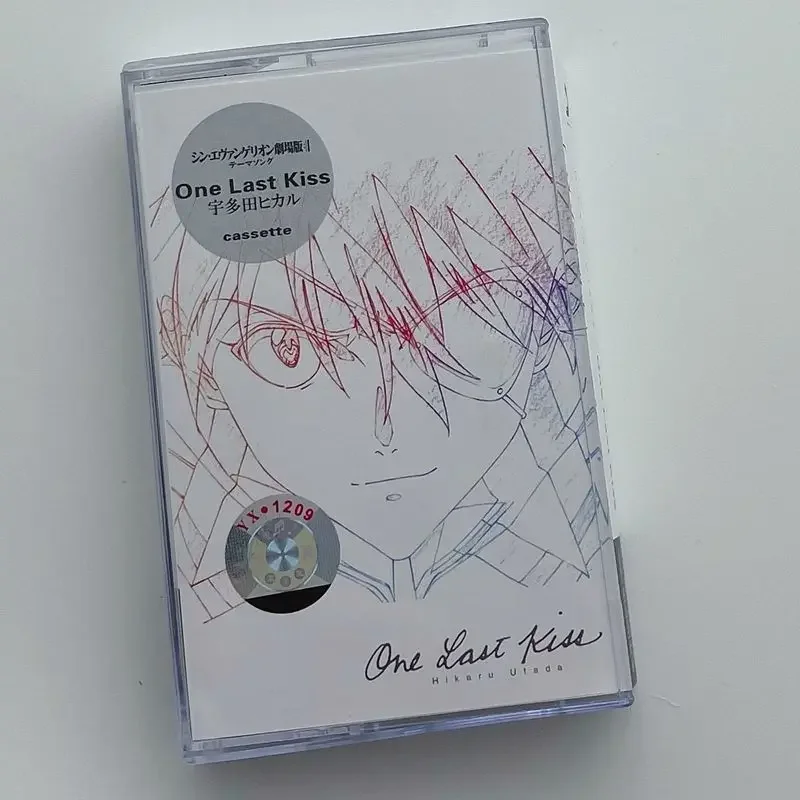 シン・エヴァンゲリオン劇場版𝄇
テーマソング
One Last Kiss
宇多田ヒカル
cassette
YX•1209
One Last Kiss
Hikaru Utada